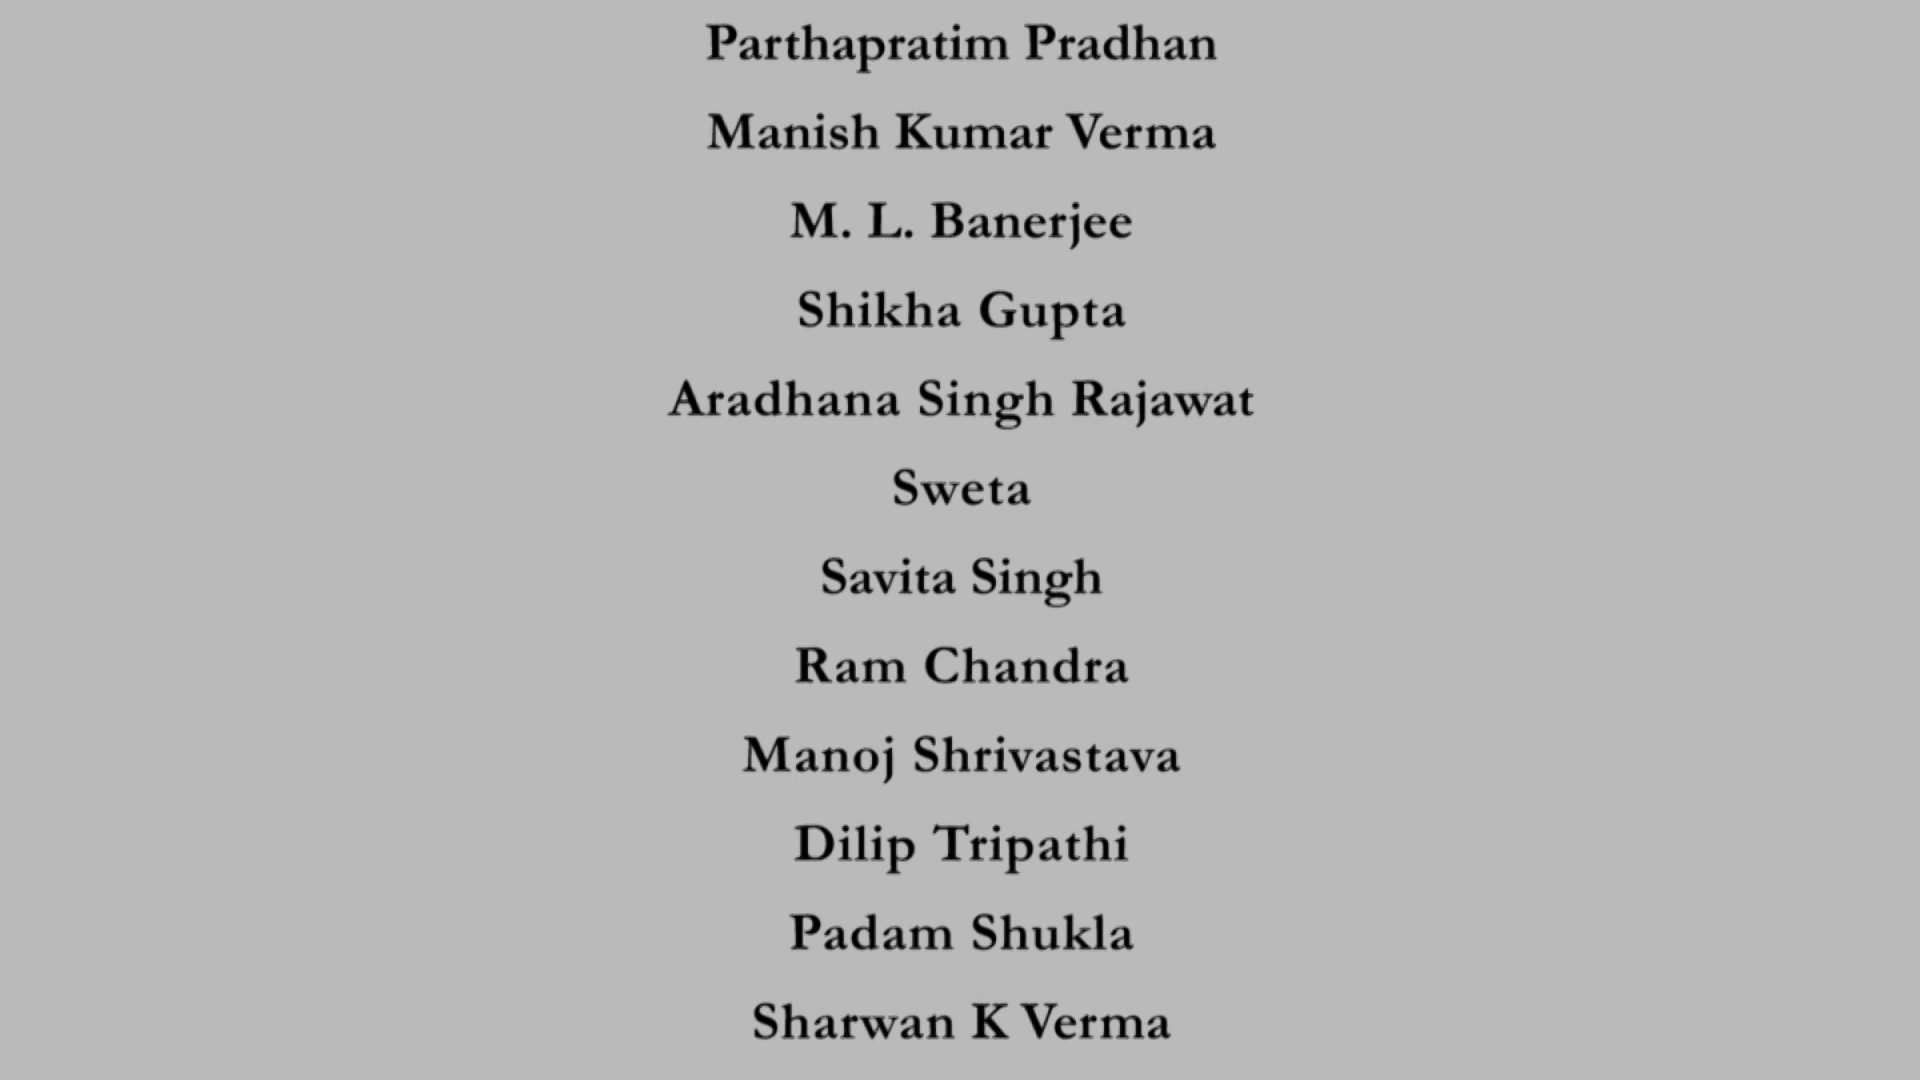 Parthapratim Pradhan
Manish Kumar Verma
M. L. Banerjee
Shikha Gupta
Aradhana Singh Rajawat
Sweta
Savita Singh
Ram Chandra
Manoj Shrivastava
Dilip Tripathi
Padam Shukla
Sharwan K Verma